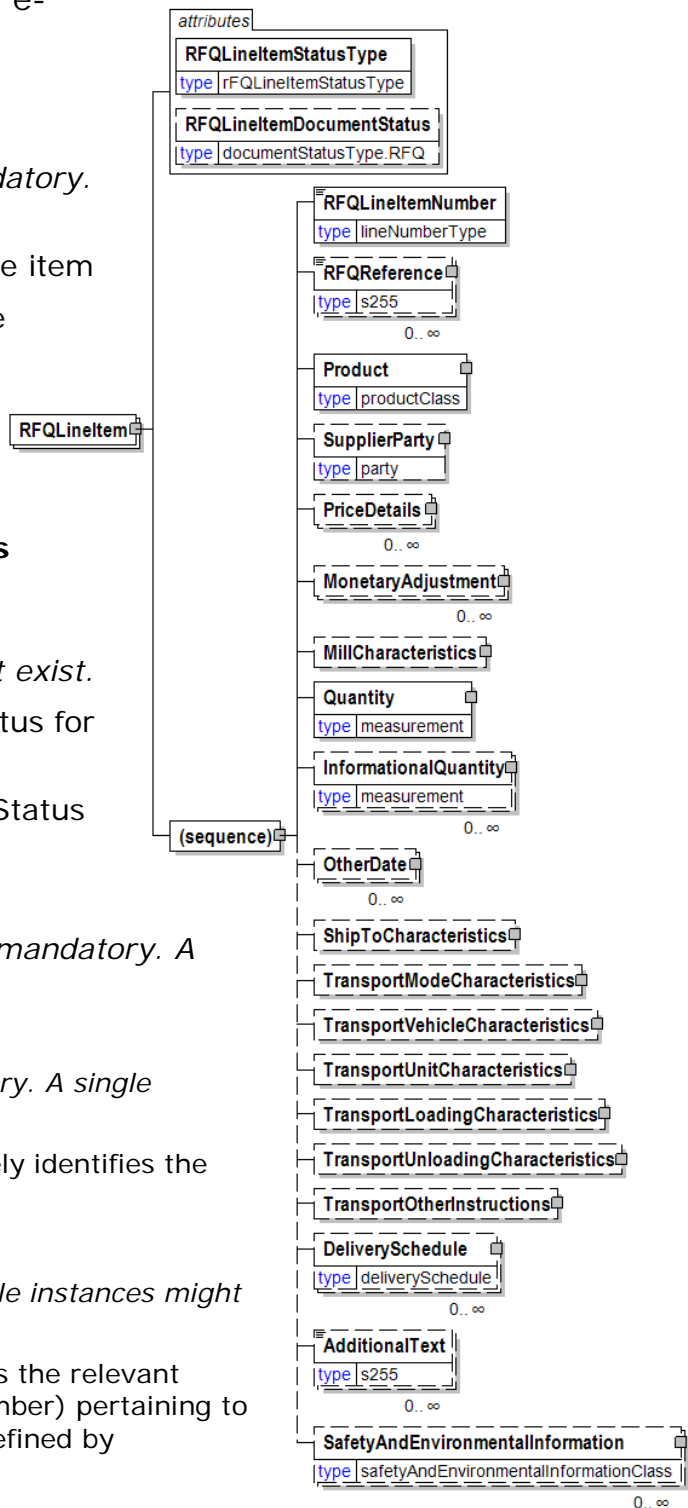 e-
datory.
e item
e
s
t exist.
tus for
Status
mandatory. A
ry. A single
ely identifies the
le instances might
s the relevant
mber) pertaining to
efined by
attributes
RFQLineItemStatusType
type rFQLineItemStatusType
RFQLineItemDocumentStatus
type documentStatusType.RFQ
RFQLineItem
(sequence)
RFQLineItemNumber
type lineNumberType
RFQReference
type s255
0.. ∞
Product
type productClass
SupplierParty
type party
PriceDetails
0.. ∞
MonetaryAdjustment
0.. ∞
MillCharacteristics
Quantity
type measurement
InformationalQuantity
type measurement
0.. ∞
OtherDate
0.. ∞
ShipToCharacteristics
TransportModeCharacteristics
TransportVehicleCharacteristics
TransportUnitCharacteristics
TransportLoadingCharacteristics
TransportUnloadingCharacteristics
TransportOtherInstructions
DeliverySchedule
type deliverySchedule
0.. ∞
AdditionalText
type s255
0.. ∞
SafetyAndEnvironmentalInformation
type safetyAndEnvironmentalInformationClass
0.. ∞